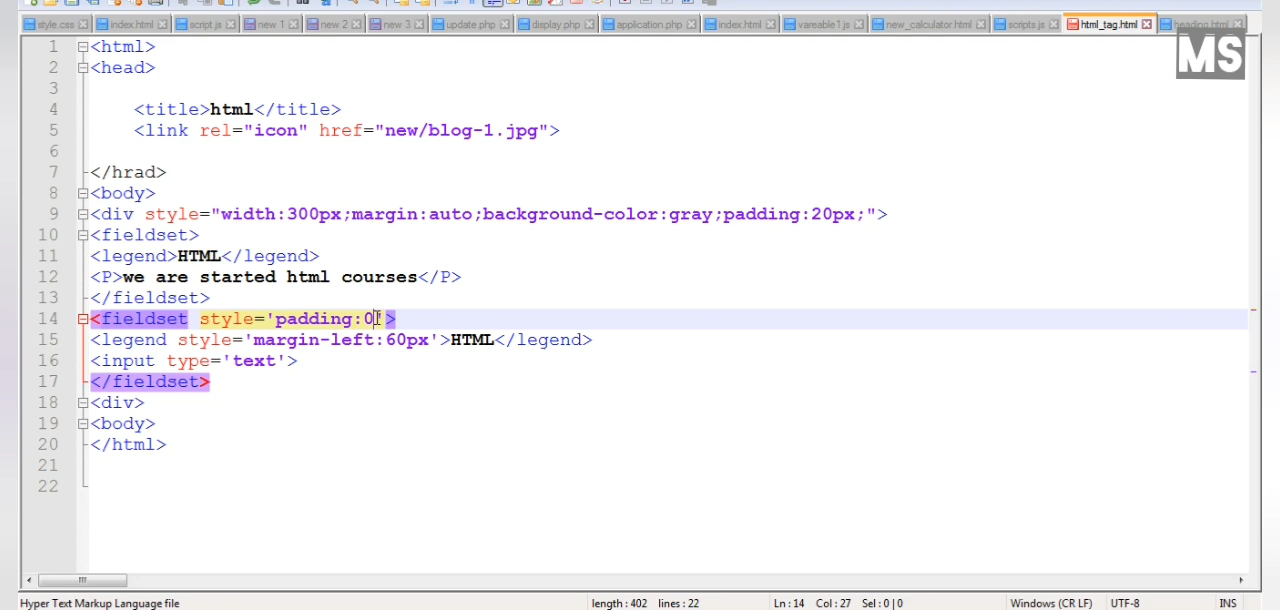 style.css index.html script.js new 1 new 2 new 3 update.php display.php application.php index.html vareable1.js new_calculator.html scripts.js html_tag.html heading.html
MS
1 <html>
2 <head>
3
4 <title>html</title>
5 <link rel="icon" href="new/blog-1.jpg">
6
7 </hrad>
8 <body>
9 <div style="width:300px;margin:auto;background-color:gray;padding:20px;">
10 <fieldset>
11 <legend>HTML</legend>
12 <P>we are started html courses</P>
13 </fieldset>
14 <fieldset style='padding:0'>
15 <legend style='margin-left:60px'>HTML</legend>
16 <input type='text'>
17 </fieldset>
18 <div>
19 <body>
20 </html>
21
22
Hyper Text Markup Language file length : 402 lines : 22 Ln : 14 Col : 27 Sel : 0 | 0 Windows (CR LF) UTF-8 INS